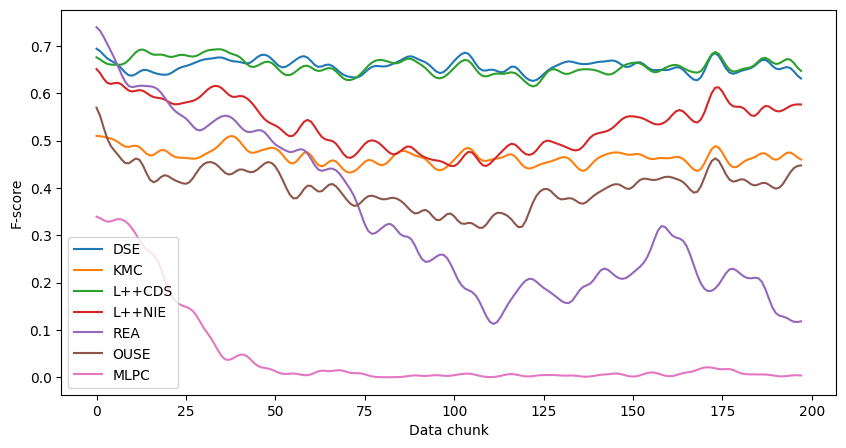 F-score
0.7
0.6
0.5
0.4
0.3
0.2
0.1
0.0
DSE
KMC
L++CDS
L++NIE
REA
OUSE
MLPC
0 25 50 75 100 125 150 175 200
Data chunk